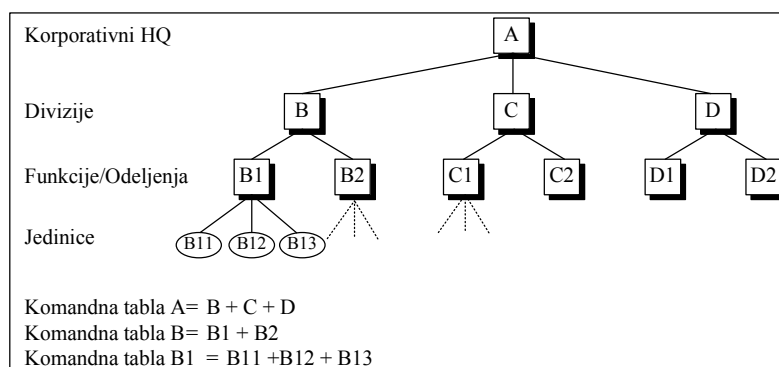 Korporativni HQ A
Divizije B C D
Funkcije/Odeljenja B1 B2 C1 C2 D1 D2
Jedinice B11 B12 B13
Komandna tabla A= B + C + D
Komandna tabla B= B1 + B2
Komandna tabla B1 = B11 +B12 + B13